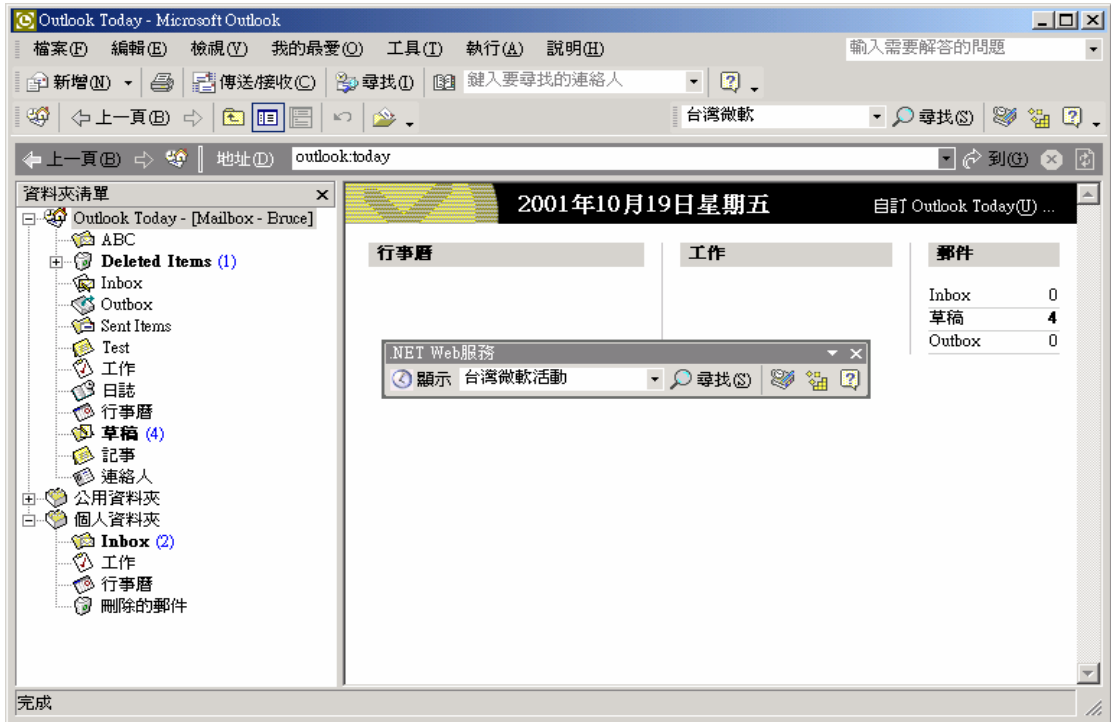 Outlook Today - Microsoft Outlook
檔案(F) 編輯(E) 檢視(V) 我的最愛(O) 工具(T) 執行(A) 說明(H) 輸入需要解答的問題
新增(N) 傳送/接收(C) 尋找(I) 鍵入要尋找的連絡人
上一頁(B) 台灣微軟 尋找(S)
上一頁(B) 地址(D) outlook:today 到(G)
資料夾清單
2001年10月19日星期五 自訂 Outlook Today(U) ...
Outlook Today - [Mailbox - Bruce]
ABC
Deleted Items (1)
Inbox
Outbox
Sent Items
Test
工作
日誌
行事曆
草稿 (4)
記事
連絡人
公用資料夾
個人資料夾
Inbox (2)
工作
行事曆
刪除的郵件
行事曆
工作
郵件
Inbox 0
草稿 4
Outbox 0
.NET Web服務
顯示 台灣微軟活動 尋找(S)
完成